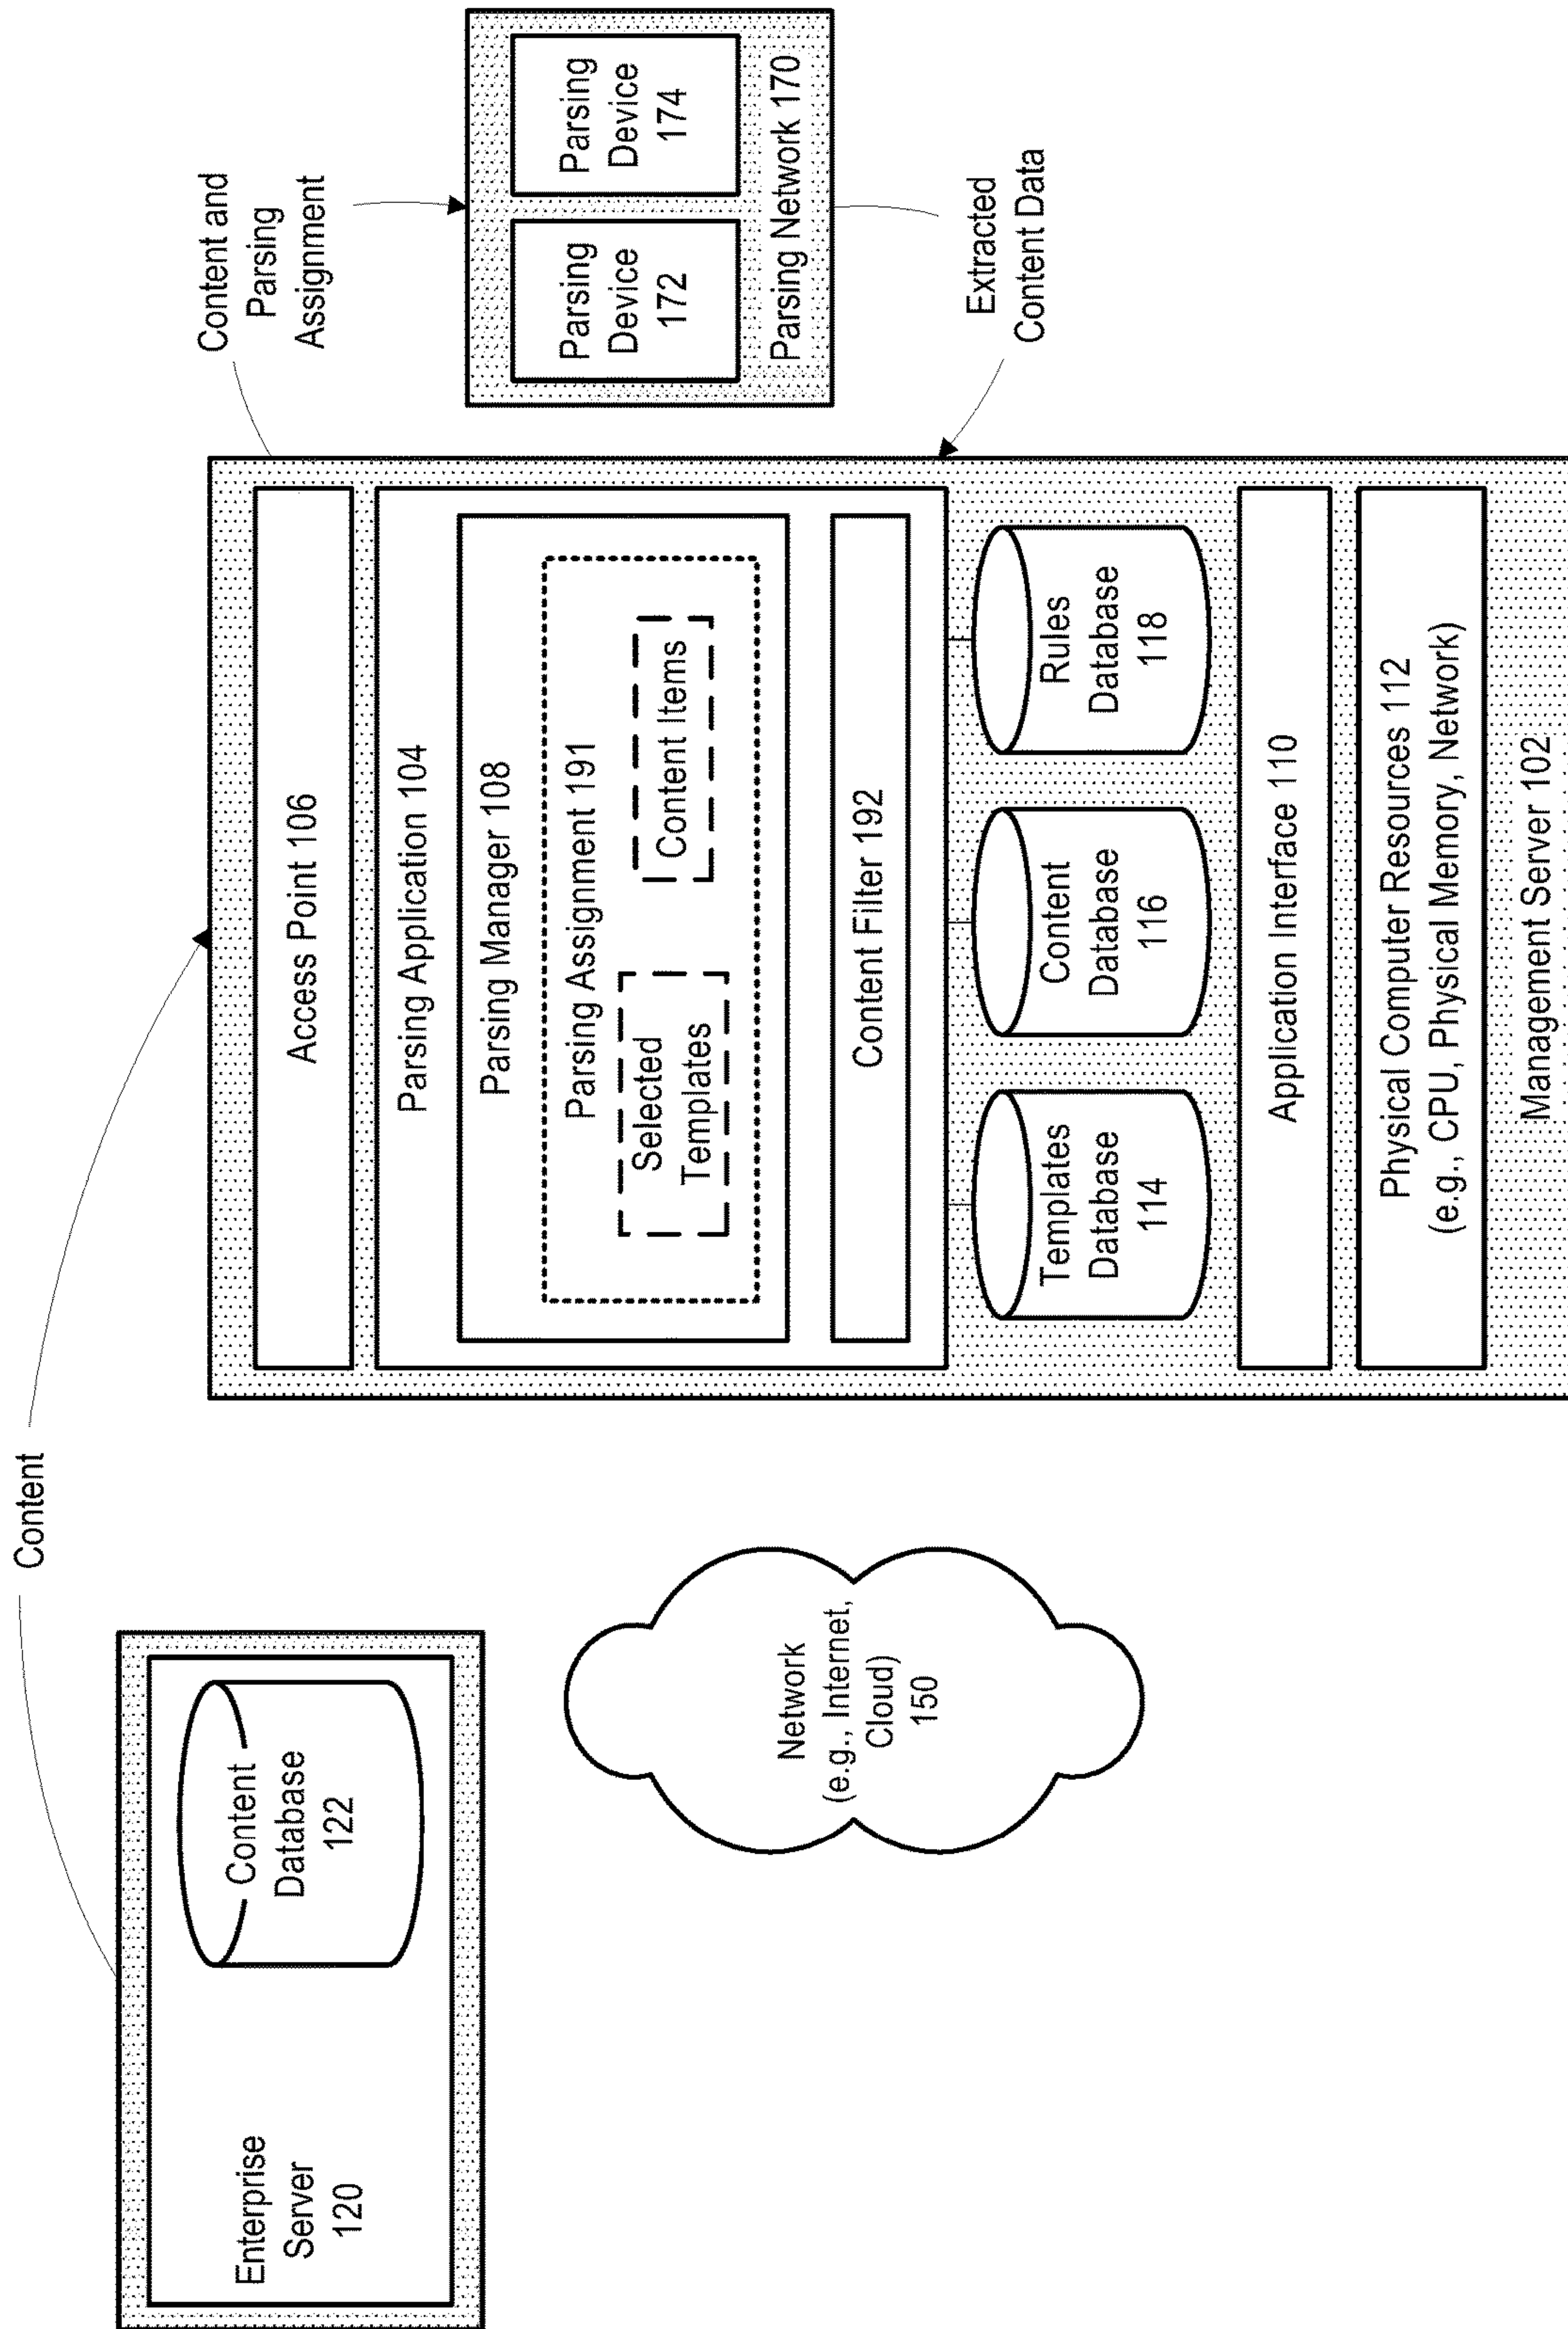 Content
Enterprise
Server
120
Content
Database
122
Network
(e.g., Internet,
Cloud)
150
Access Point 106
Parsing Application 104
Parsing Manager 108
Parsing Assignment 191
Selected
Templates
Content Items
Content Filter 192
Templates
Database
114
Content
Database
116
Rules
Database
118
Application Interface 110
Physical Computer Resources 112
(e.g., CPU, Physical Memory, Network)
Management Server 102
Content and
Parsing
Assignment
Parsing
Device
172
Parsing
Device
174
Parsing Network 170
Extracted
Content Data